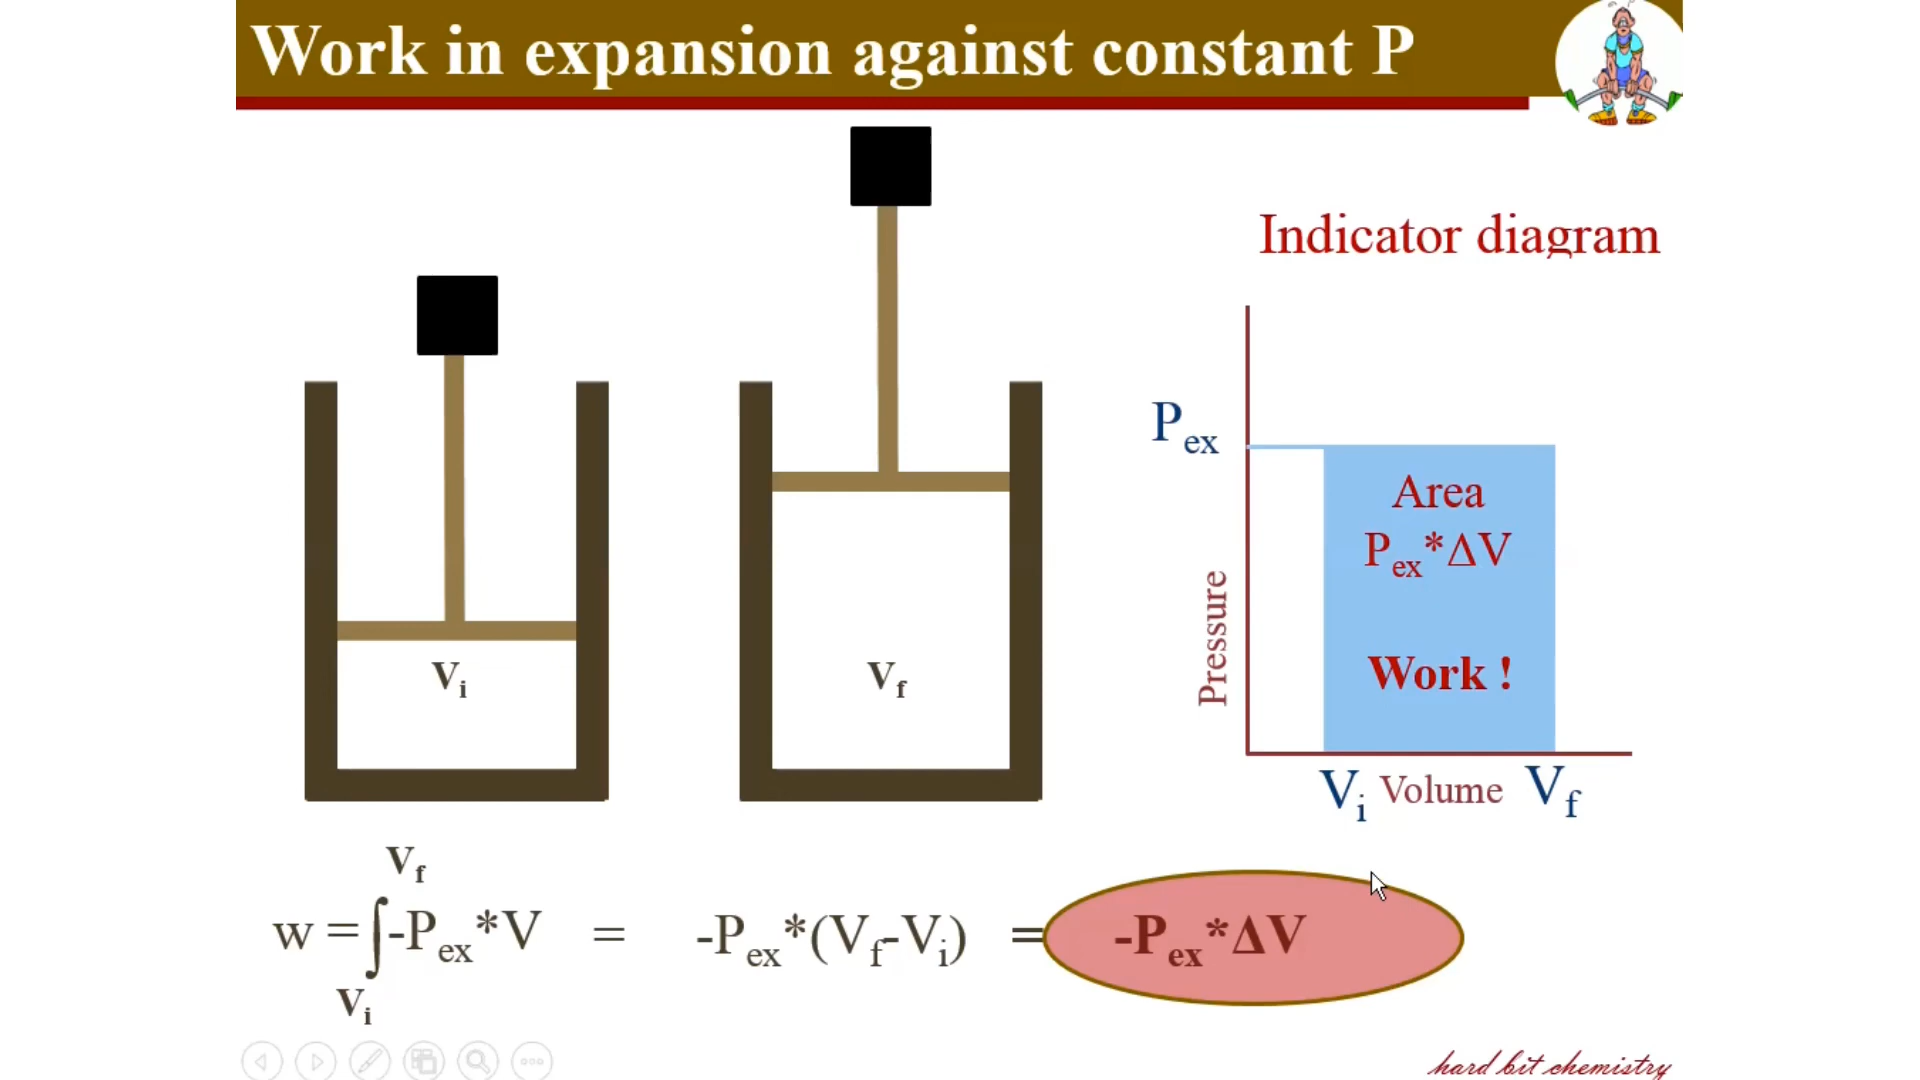 Work in expansion against constant P
Indicator diagram
Pex
Area
Pex*ΔV
Work !
Pressure
Vi
Vf
Vi Volume Vf
Vf
w = ∫-Pex*V = -Pex*(Vf-Vi) = -Pex*ΔV
Vi
hard bit chemistry